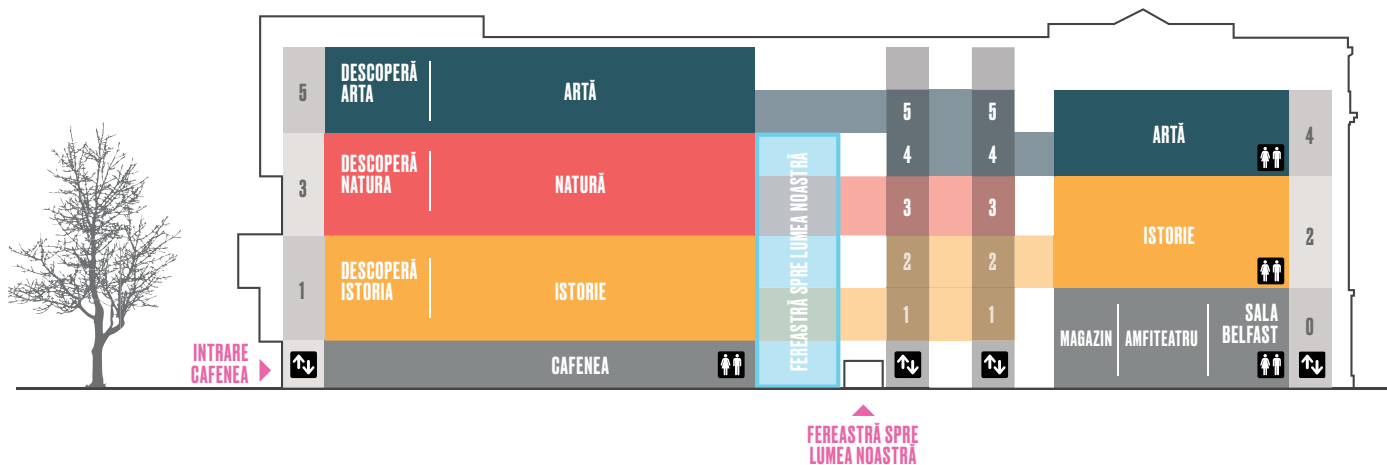 5
DESCOPERĂ
ARTA
ARTĂ
3
DESCOPERĂ
NATURA
NATURĂ
1
DESCOPERĂ
ISTORIA
ISTORIE
CAFENEA
INTRARE
CAFENEA
FEREASTRĂ SPRE LUMEA NOASTRĂ
5
4
3
2
1
5
4
3
2
1
ARTĂ
4
ISTORIE
2
MAGAZIN
AMFITEATRU
SALA
BELFAST
0
FEREASTRĂ SPRE
LUMEA NOASTRĂ